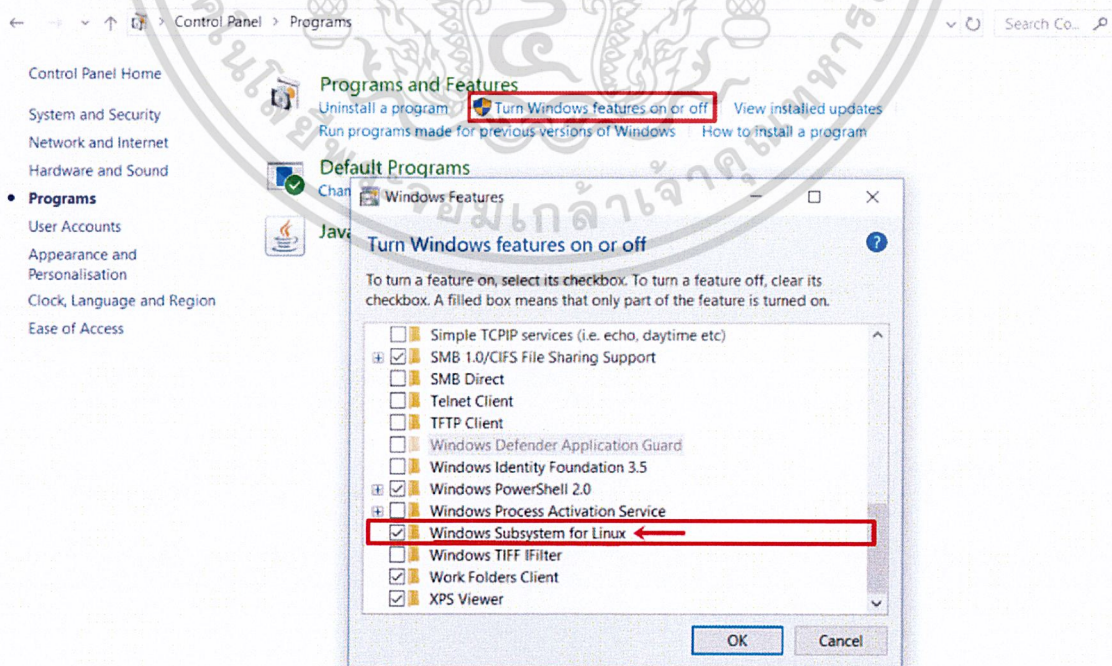 Control Panel > Programs
Search Co...
Control Panel Home
System and Security
Network and Internet
Hardware and Sound
Programs
User Accounts
Appearance and
Personalisation
Clock, Language and Region
Ease of Access
Programs and Features
Uninstall a program Turn Windows features on or off View installed updates
Run programs made for previous versions of Windows How to install a program
Default Programs
Chan
Java
Windows Features
Turn Windows features on or off
To turn a feature on, select its checkbox. To turn a feature off, clear its
checkbox. A filled box means that only part of the feature is turned on.
Simple TCPIP services (i.e. echo, daytime etc)
SMB 1.0/CIFS File Sharing Support
SMB Direct
Telnet Client
TFTP Client
Windows Defender Application Guard
Windows Identity Foundation 3.5
Windows PowerShell 2.0
Windows Process Activation Service
Windows Subsystem for Linux
Windows TIFF IFilter
Work Folders Client
XPS Viewer
OK Cancel